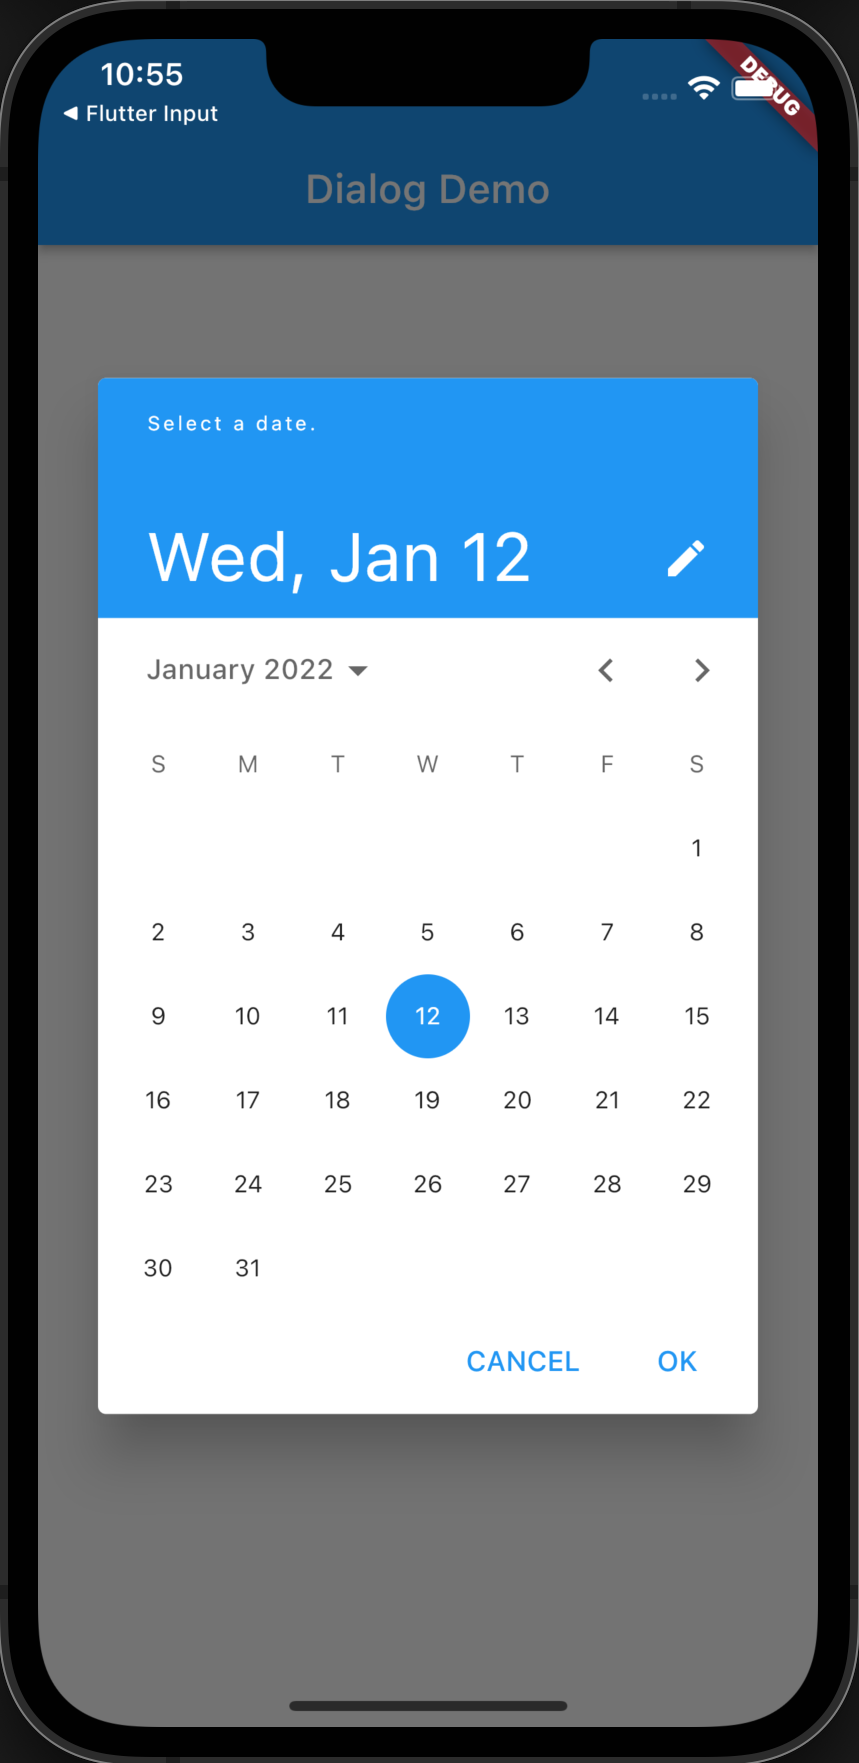 10:55
◀ Flutter Input
DEBUG
Dialog Demo
Select a date.
Wed, Jan 12
January 2022
S M T W T F S
1
2 3 4 5 6 7 8
9 10 11 12 13 14 15
16 17 18 19 20 21 22
23 24 25 26 27 28 29
30 31
CANCEL OK